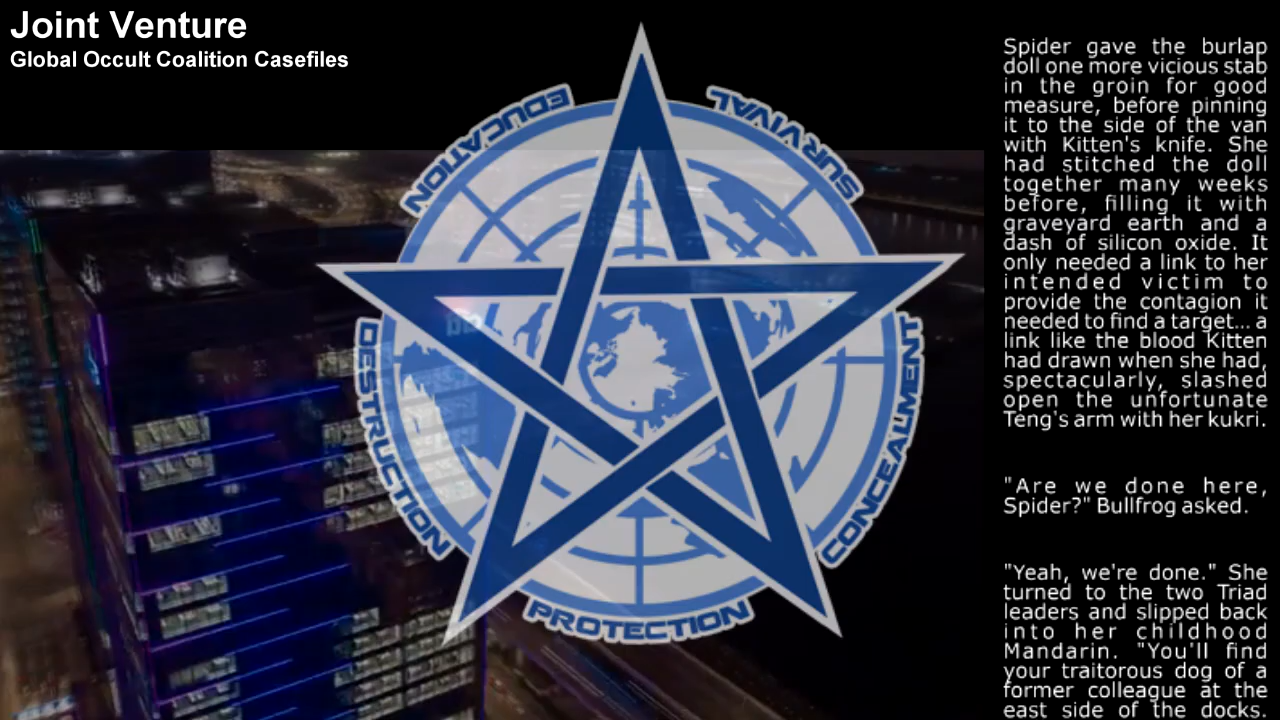 Joint Venture
Global Occult Coalition Casefiles
EDUCATION
SURVIVAL
DESTRUCTION
CONCEALMENT
PROTECTION
Spider gave the burlap
doll one more vicious stab
in the groin for good
measure, before pinning
it to the side of the van
with Kitten's knife. She
had stitched the doll
together many weeks
before, filling it with
graveyard earth and a
dash of silicon oxide. It
only needed a link to her
intended victim to
provide the contagion it
needed to find a target... a
link like the blood Kitten
had drawn when she had,
spectacularly, slashed
open the unfortunate
Teng's arm with her kukri.
"Are we done here,
Spider?" Bullfrog asked.
"Yeah, we're done." She
turned to the two Triad
leaders and slipped back
into her childhood
Mandarin. "You'll find
your traitorous dog of a
former colleague at the
east side of the docks.